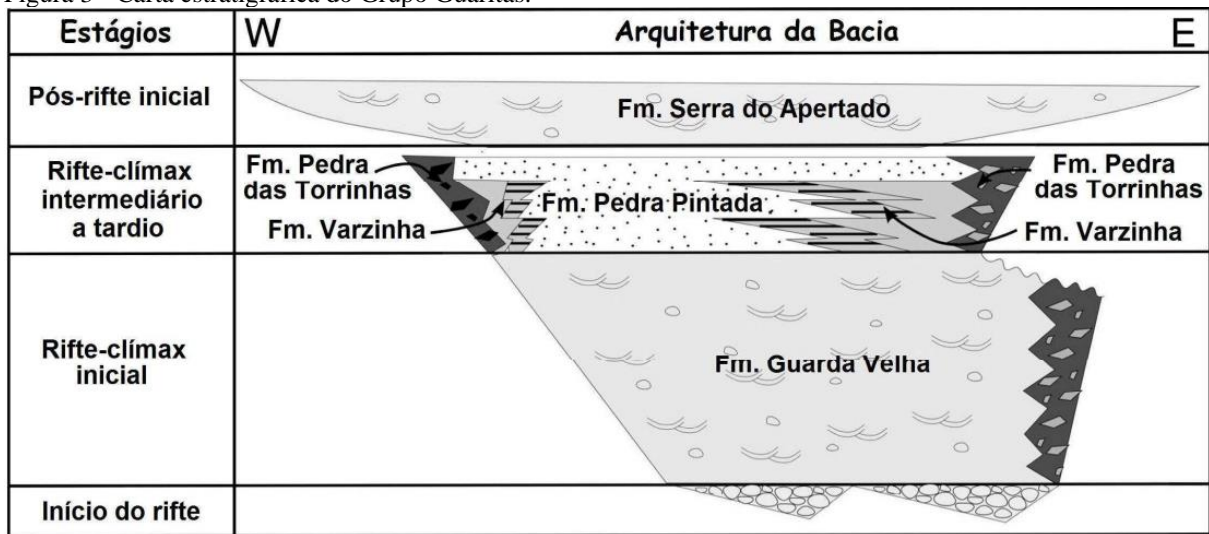 Figura 3 - Carta estratigráfica do Grupo Guaritas.
Estágios
W
Arquitetura da Bacia
E
Pós-rifte inicial
Fm. Serra do Apertado
Rifte-clímax
intermediário
a tardio
Fm. Pedra
das Torrinhas
Fm. Varzinha
Fm. Pedra Pintada
Fm. Pedra
das Torrinhas
Fm. Varzinha
Rifte-clímax
inicial
Fm. Guarda Velha
Início do rifte